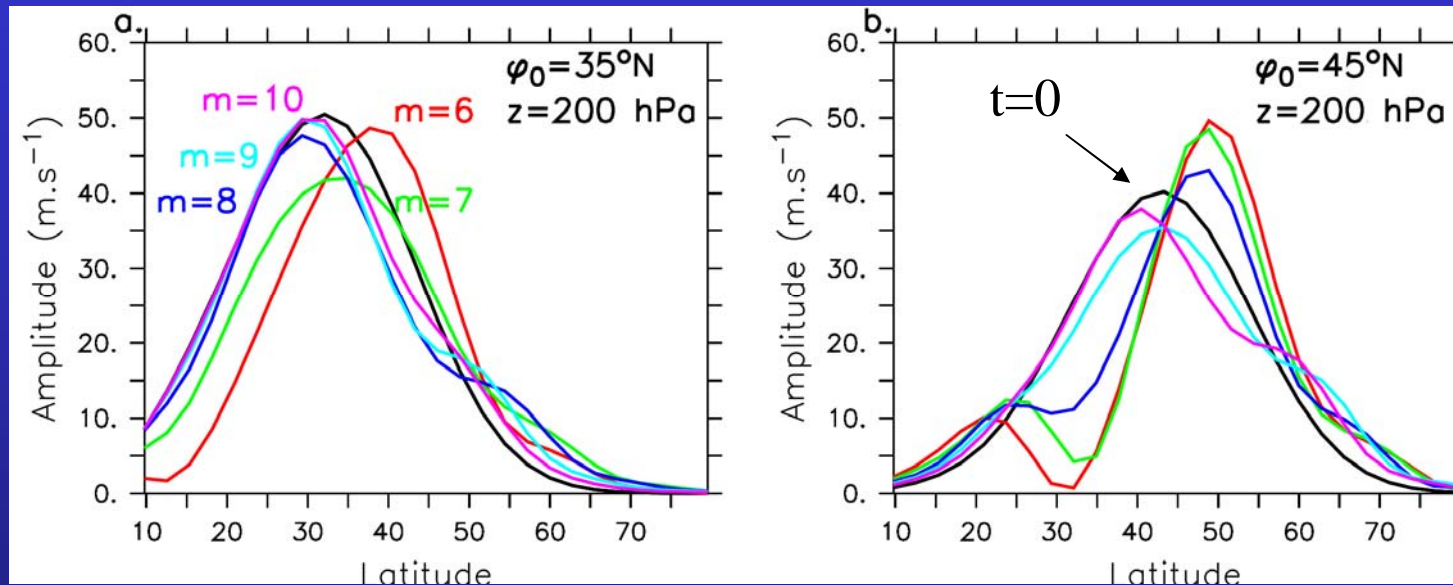 a.
φ₀=35°N
z=200 hPa
m=10
m=6
m=9
m=8
m=7
60.
50.
40.
30.
20.
10.
0.
Amplitude (m.s⁻¹)
10 20 30 40 50 60 70
Latitude
b.
φ₀=45°N
z=200 hPa
t=0
60.
50.
40.
30.
20.
10.
0.
Amplitude (m.s⁻¹)
10 20 30 40 50 60 70
Latitude